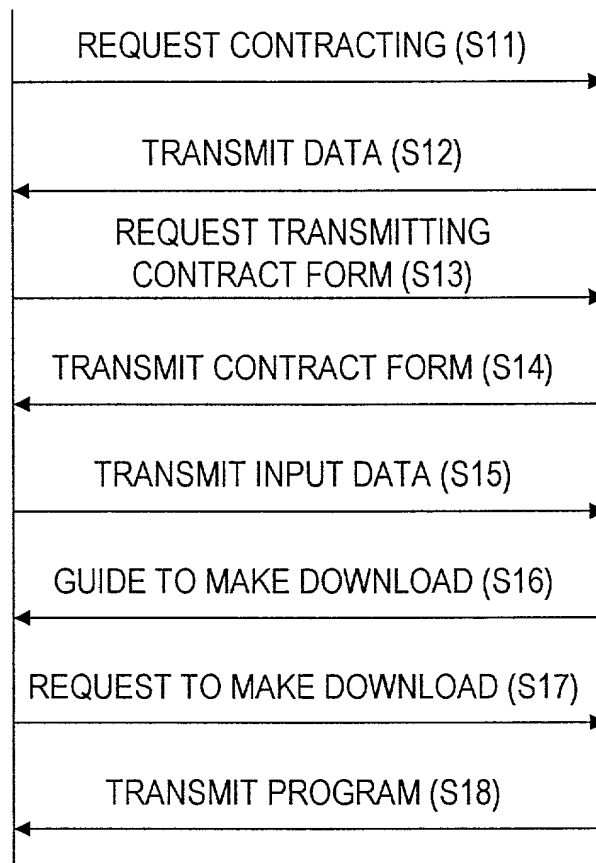 REQUEST CONTRACTING (S11)
TRANSMIT DATA (S12)
REQUEST TRANSMITTING
CONTRACT FORM (S13)
TRANSMIT CONTRACT FORM (S14)
TRANSMIT INPUT DATA (S15)
GUIDE TO MAKE DOWNLOAD (S16)
REQUEST TO MAKE DOWNLOAD (S17)
TRANSMIT PROGRAM (S18)